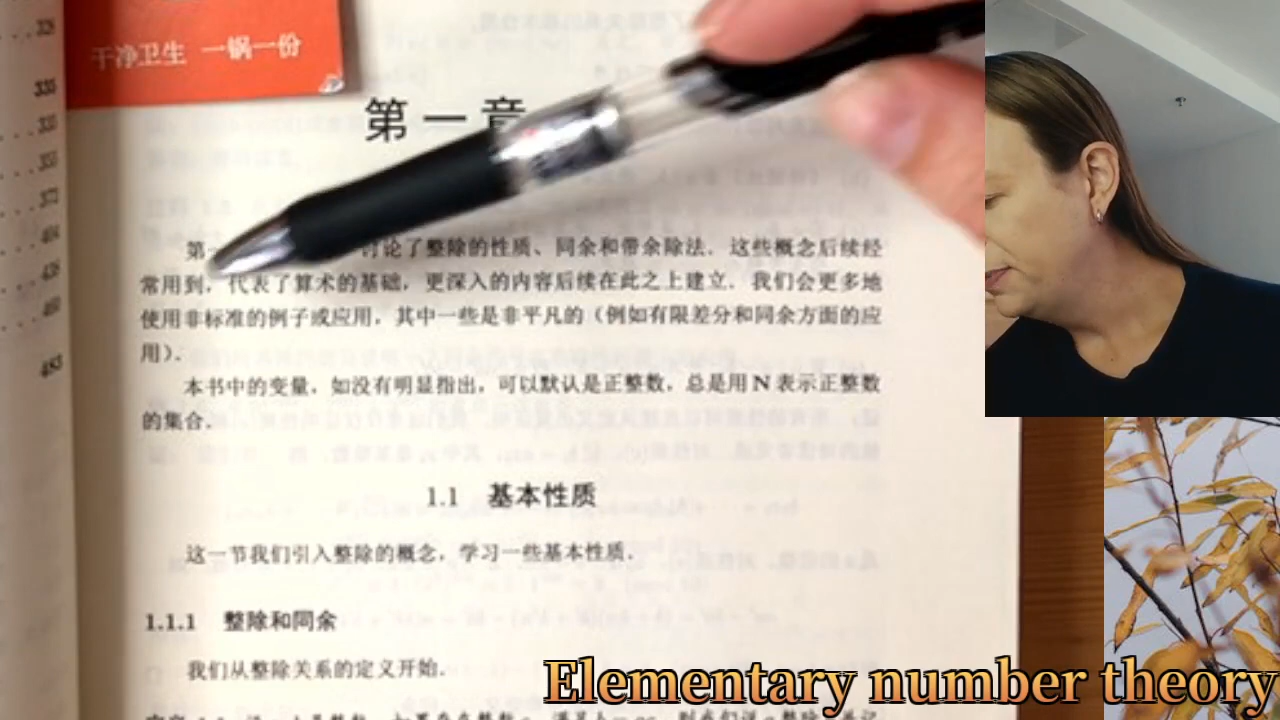 干净卫生 一锅一份
335
372
483
第一章
第 讨论了整除的性质、同余和带余除法. 这些概念后续经
常用到, 代表了算术的基础, 更深入的内容后续在此之上建立. 我们会更多地
使用非标准的例子或应用, 其中一些是非平凡的 (例如有限差分和同余方面的应
用).
本书中的变量, 如没有明显指出, 可以默认是正整数, 总是用 N 表示正整数
的集合.
1.1 基本性质
这一节我们引入整除的概念, 学习一些基本性质.
1.1.1 整除和同余
我们从整除关系的定义开始.
Elementary number theory